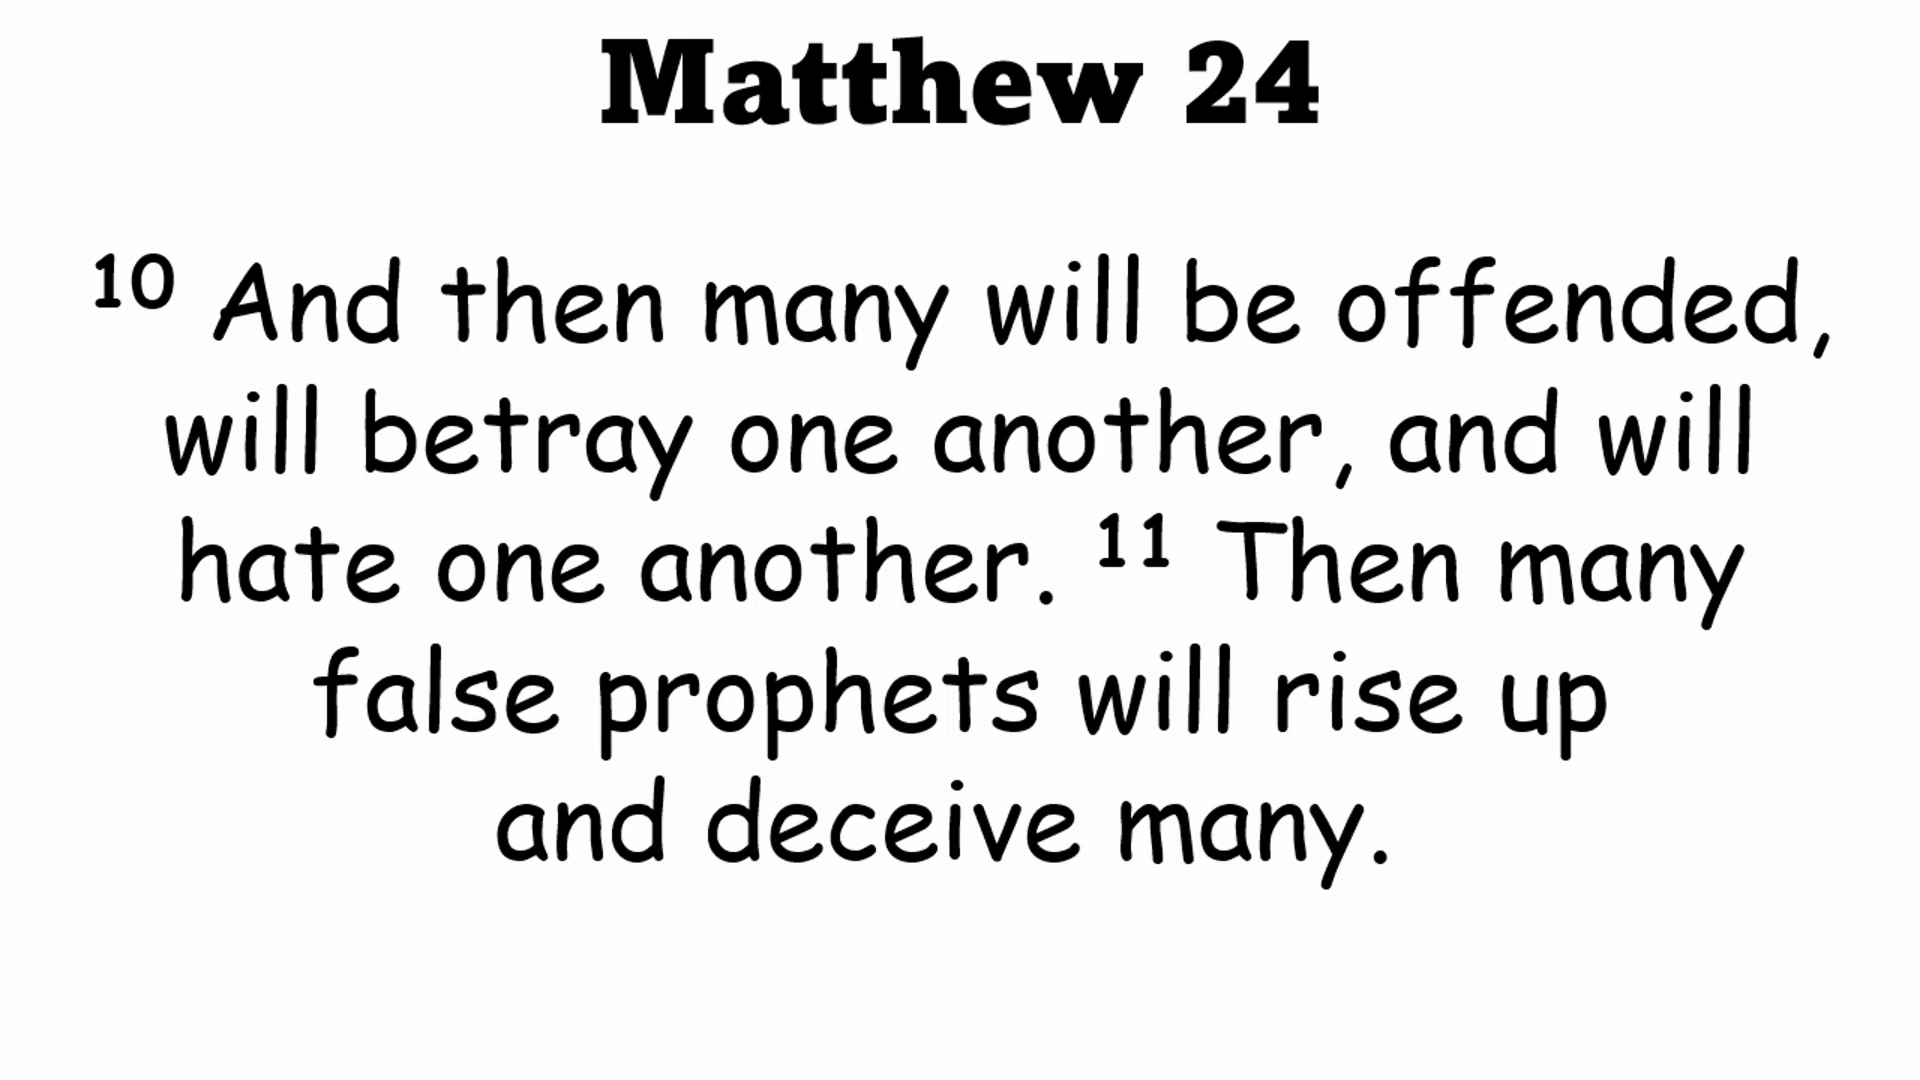 Matthew 24
10 And then many will be offended,
will betray one another, and will
hate one another. 11 Then many
false prophets will rise up
and deceive many.